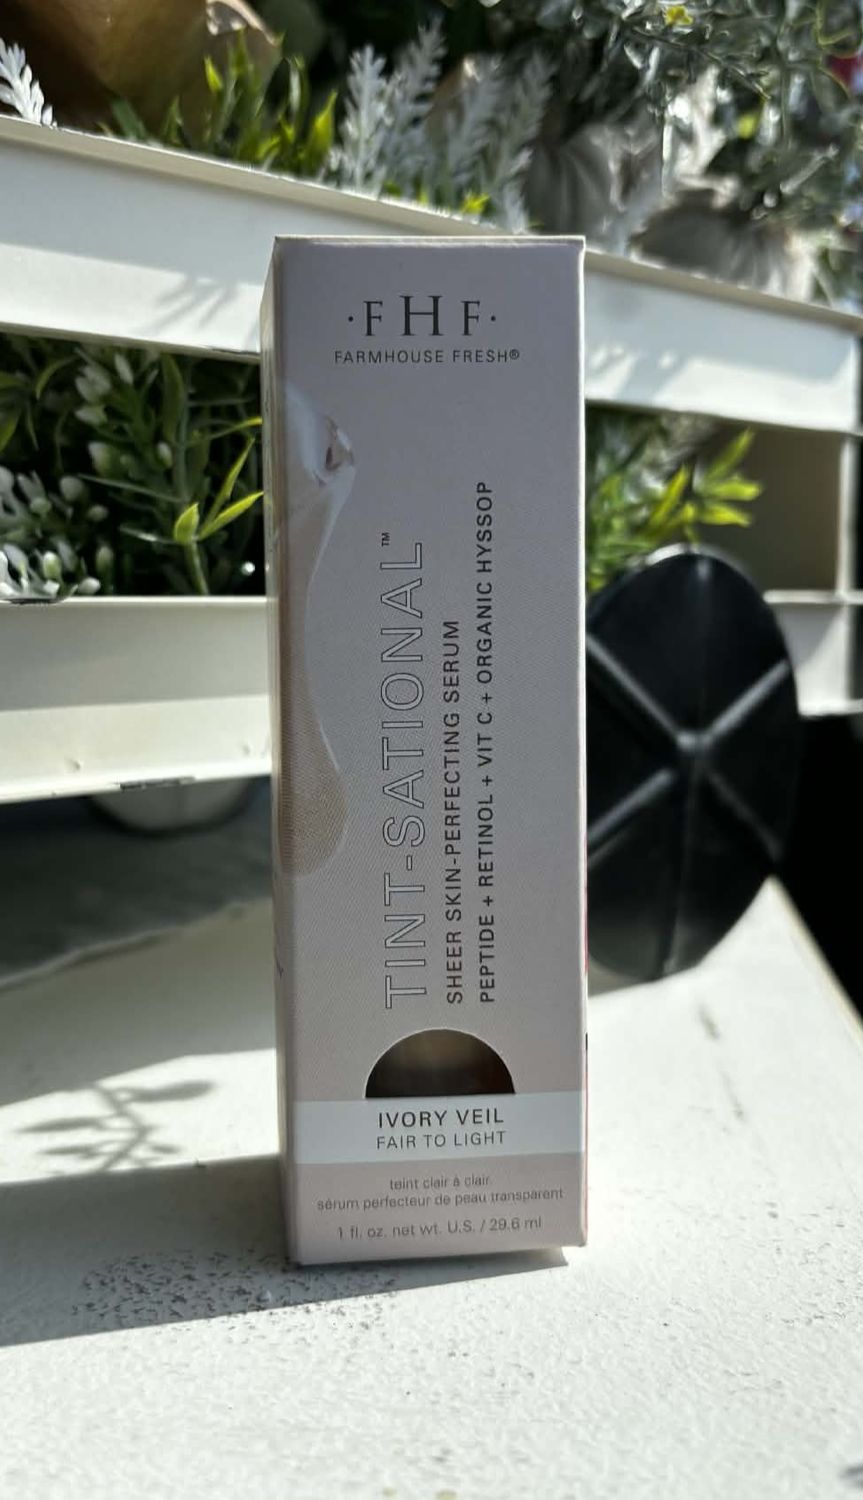 ·FHF·
FARMHOUSE FRESH®
TINT-SATIONAL™
SHEER SKIN-PERFECTING SERUM
PEPTIDE + RETINOL + VIT C + ORGANIC HYSSOP
IVORY VEIL
FAIR TO LIGHT
teint clair à clair
sérum perfecteur de peau transparent
1 fl. oz. net wt. U.S. / 29.6 ml